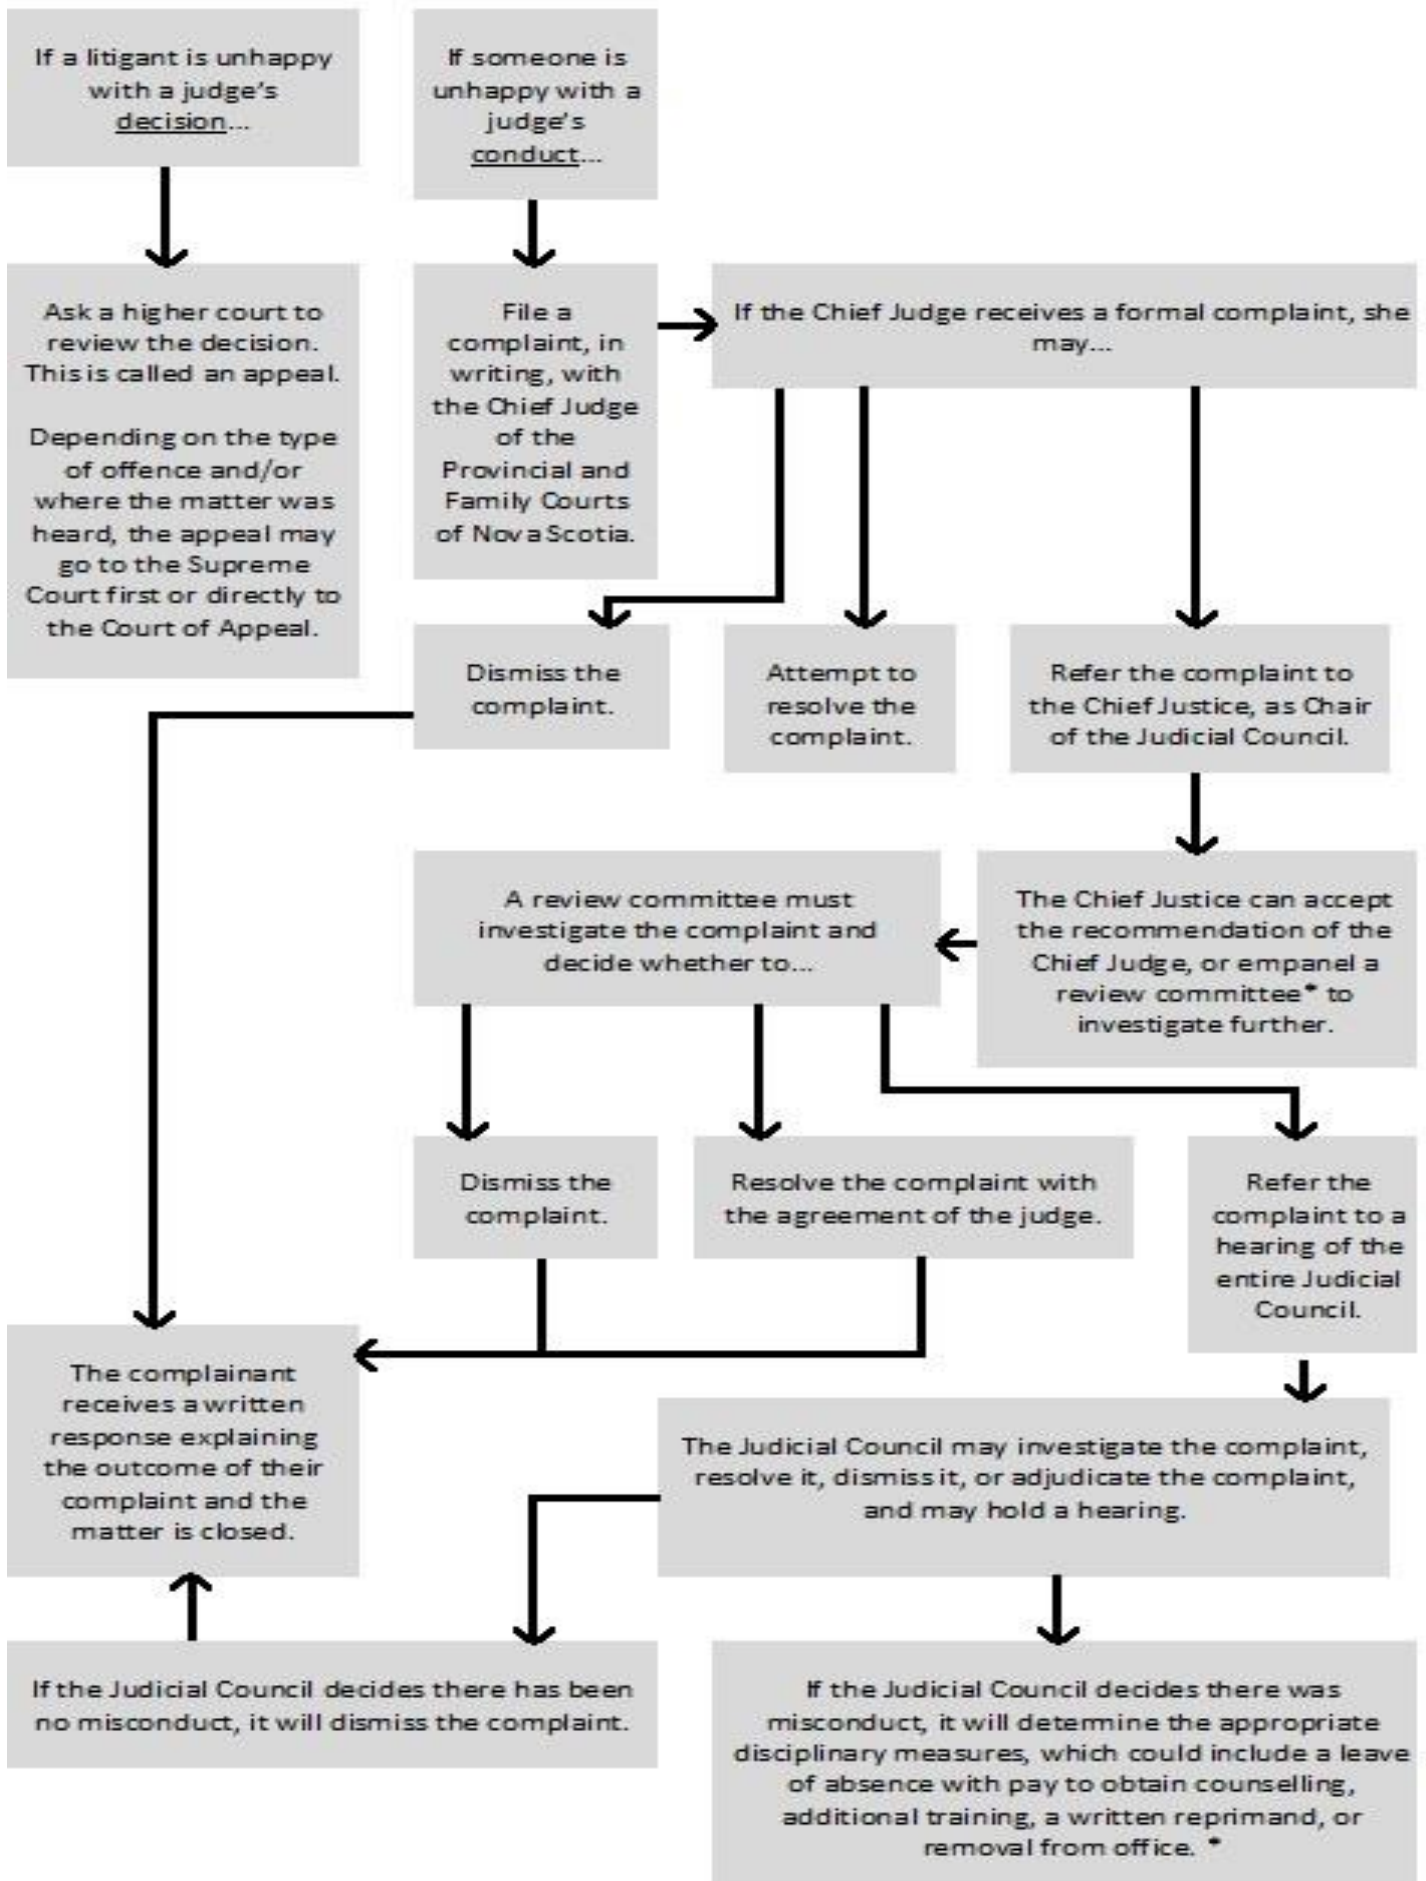 If a litigant is unhappy
with a judge's
decision...
If someone is
unhappy with a
judge's
conduct...
Ask a higher court to
review the decision.
This is called an appeal.
Depending on the type
of offence and/or
where the matter was
heard, the appeal may
go to the Supreme
Court first or directly to
the Court of Appeal.
File a
complaint, in
writing, with
the Chief Judge
of the
Provincial and
Family Courts
of Nova Scotia.
If the Chief Judge receives a formal complaint, she
may...
Dismiss the
complaint.
Attempt to
resolve the
complaint.
Refer the complaint to
the Chief Justice, as Chair
of the Judicial Council.
A review committee must
investigate the complaint and
decide whether to...
The Chief Justice can accept
the recommendation of the
Chief Judge, or empanel a
review committee* to
investigate further.
Dismiss the
complaint.
Resolve the complaint with
the agreement of the judge.
Refer the
complaint to a
hearing of the
entire Judicial
Council.
The complainant
receives a written
response explaining
the outcome of their
complaint and the
matter is closed.
The Judicial Council may investigate the complaint,
resolve it, dismiss it, or adjudicate the complaint,
and may hold a hearing.
If the Judicial Council decides there has been
no misconduct, it will dismiss the complaint.
If the Judicial Council decides there was
misconduct, it will determine the appropriate
disciplinary measures, which could include a leave
of absence with pay to obtain counselling,
additional training, a written reprimand, or
removal from office. *